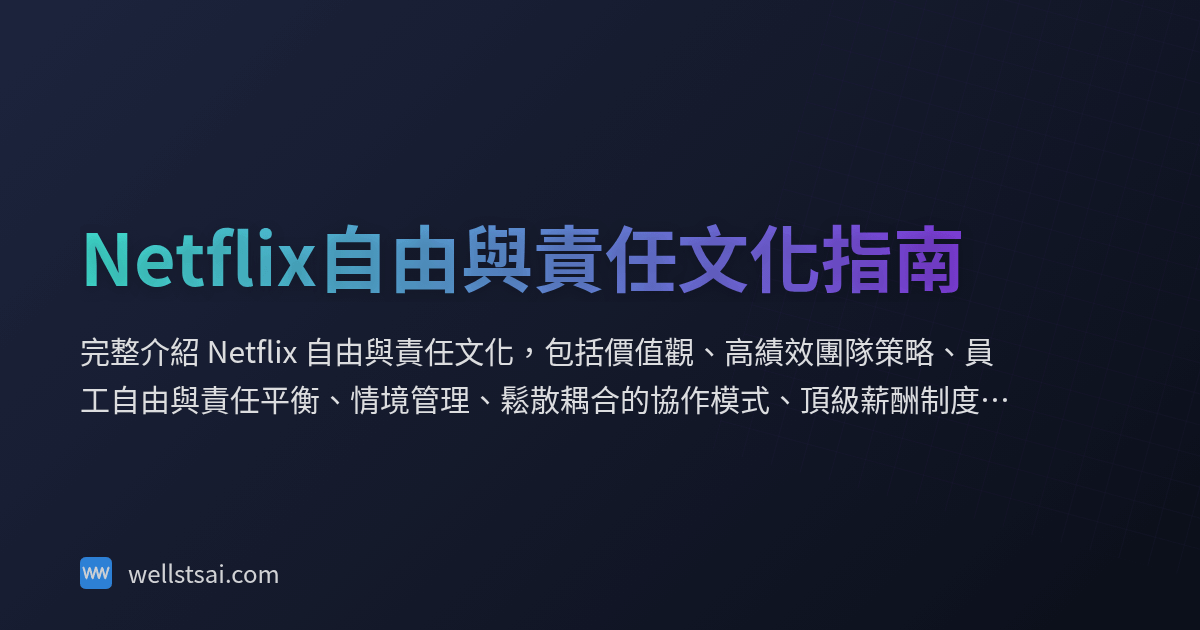 Netflix自由與責任文化指南
完整介紹 Netflix 自由與責任文化，包括價值觀、高績效團隊策略、員
工自由與責任平衡、情境管理、鬆散耦合的協作模式、頂級薪酬制度…
WW wellstsai.com